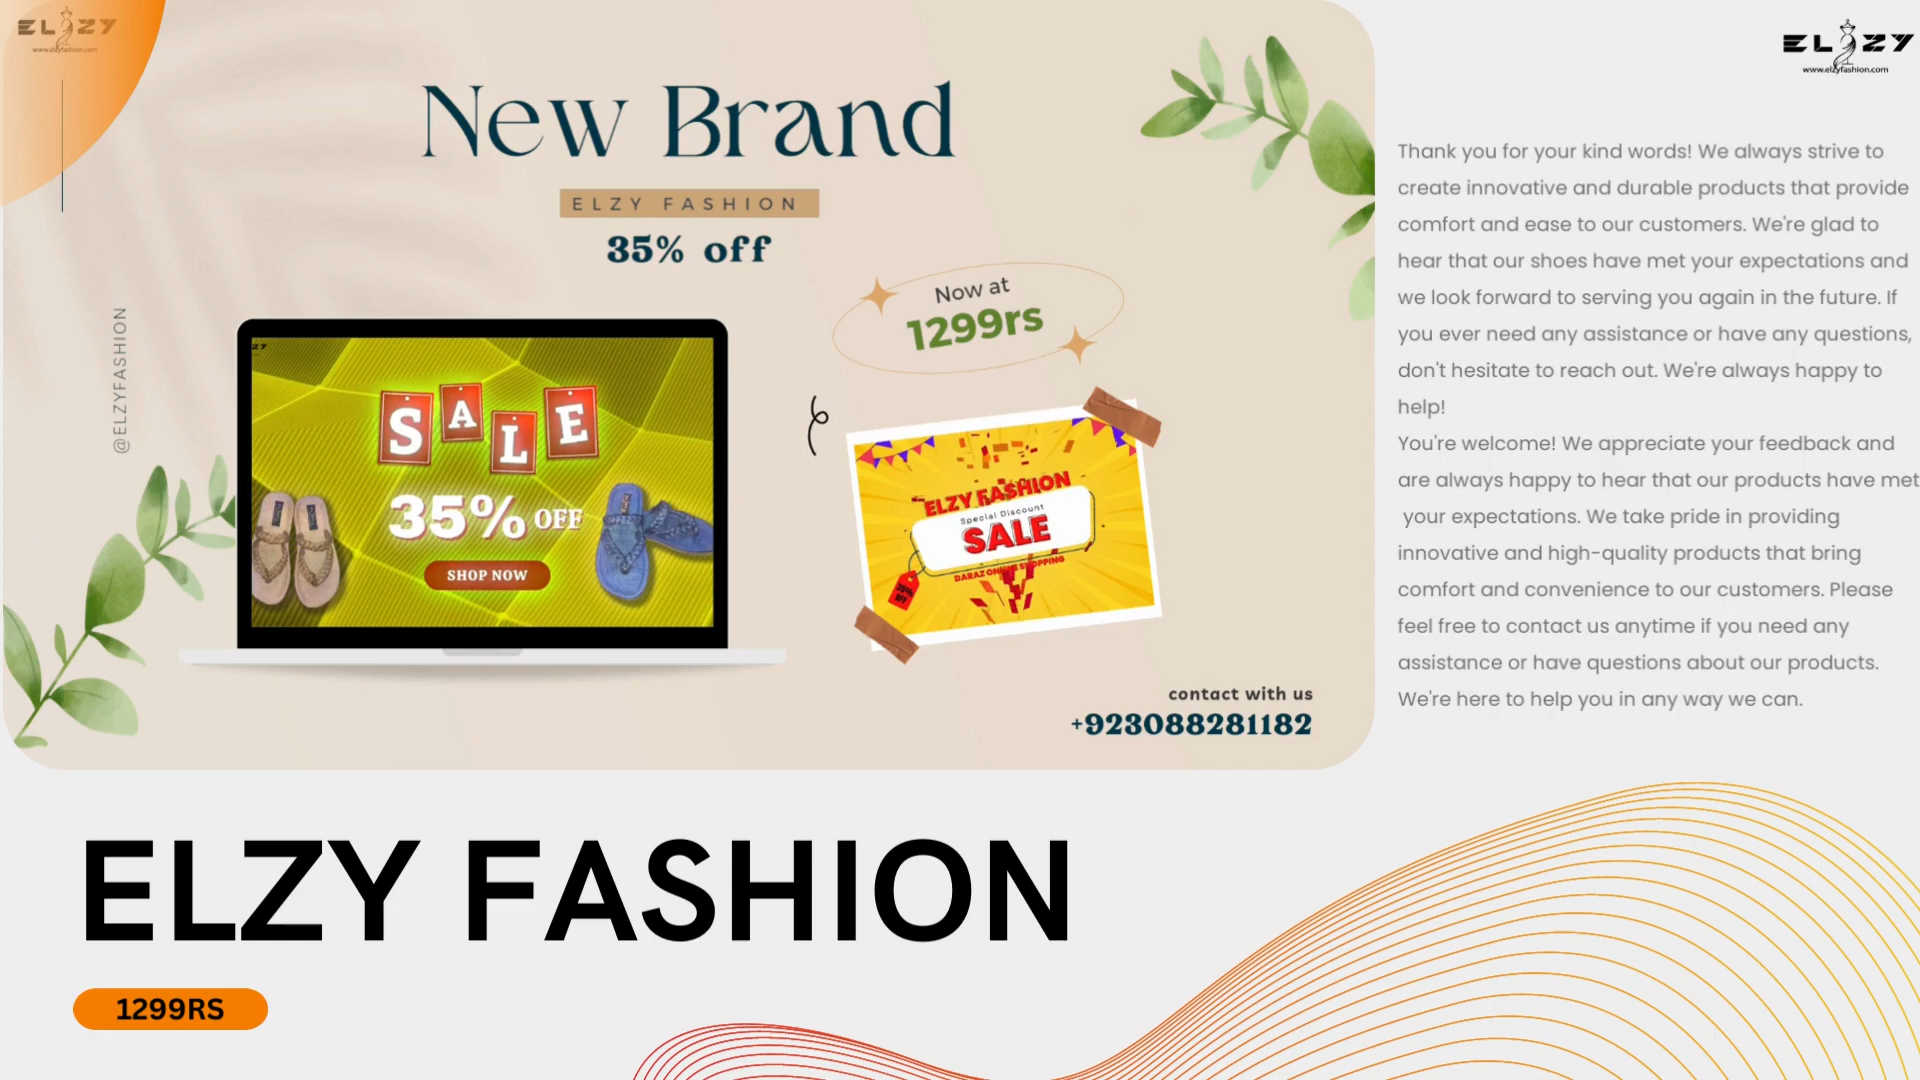 ELZY
www.elzyfashion.com
New Brand
ELZY FASHION
35% off
@ELZYFASHION
Now at
1299rs
ZY
SALE
35% OFF
SHOP NOW
ELZY FASHION
Special Discount
SALE
DARAZ ONLINE SHOPPING
35%
OFF
contact with us
+923088281182
ELZY
www.elzyfashion.com
Thank you for your kind words! We always strive to
create innovative and durable products that provide
comfort and ease to our customers. We're glad to
hear that our shoes have met your expectations and
we look forward to serving you again in the future. If
you ever need any assistance or have any questions,
don't hesitate to reach out. We're always happy to
help!
You're welcome! We appreciate your feedback and
are always happy to hear that our products have met
your expectations. We take pride in providing
innovative and high-quality products that bring
comfort and convenience to our customers. Please
feel free to contact us anytime if you need any
assistance or have questions about our products.
We're here to help you in any way we can.
ELZY FASHION
1299RS